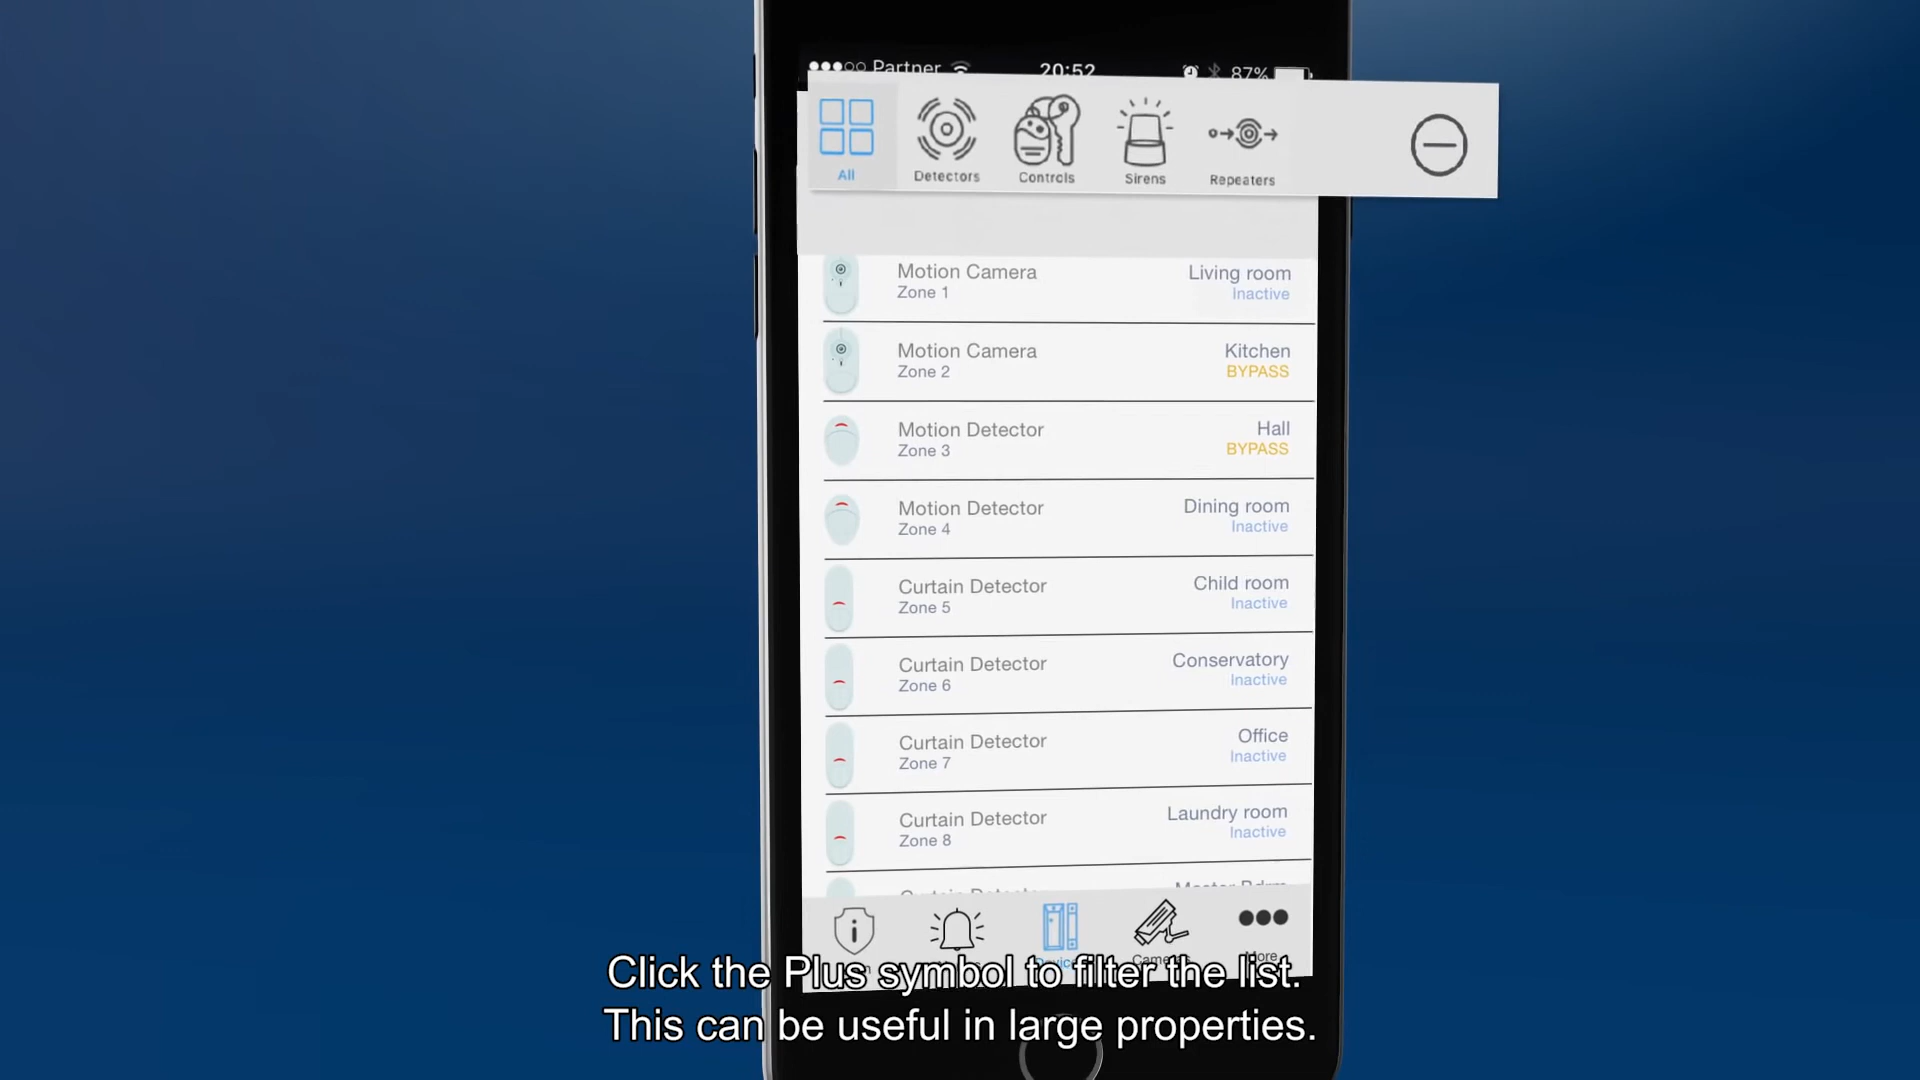 Partner 20:52 87%
All Detectors Controls Sirens Repeaters
Motion Camera Living room
Zone 1 Inactive
Motion Camera Kitchen
Zone 2 BYPASS
Motion Detector Hall
Zone 3 BYPASS
Motion Detector Dining room
Zone 4 Inactive
Curtain Detector Child room
Zone 5 Inactive
Curtain Detector Conservatory
Zone 6 Inactive
Curtain Detector Office
Zone 7 Inactive
Curtain Detector Laundry room
Zone 8 Inactive
More
Click the Plus symbol to filter the list.
This can be useful in large properties.